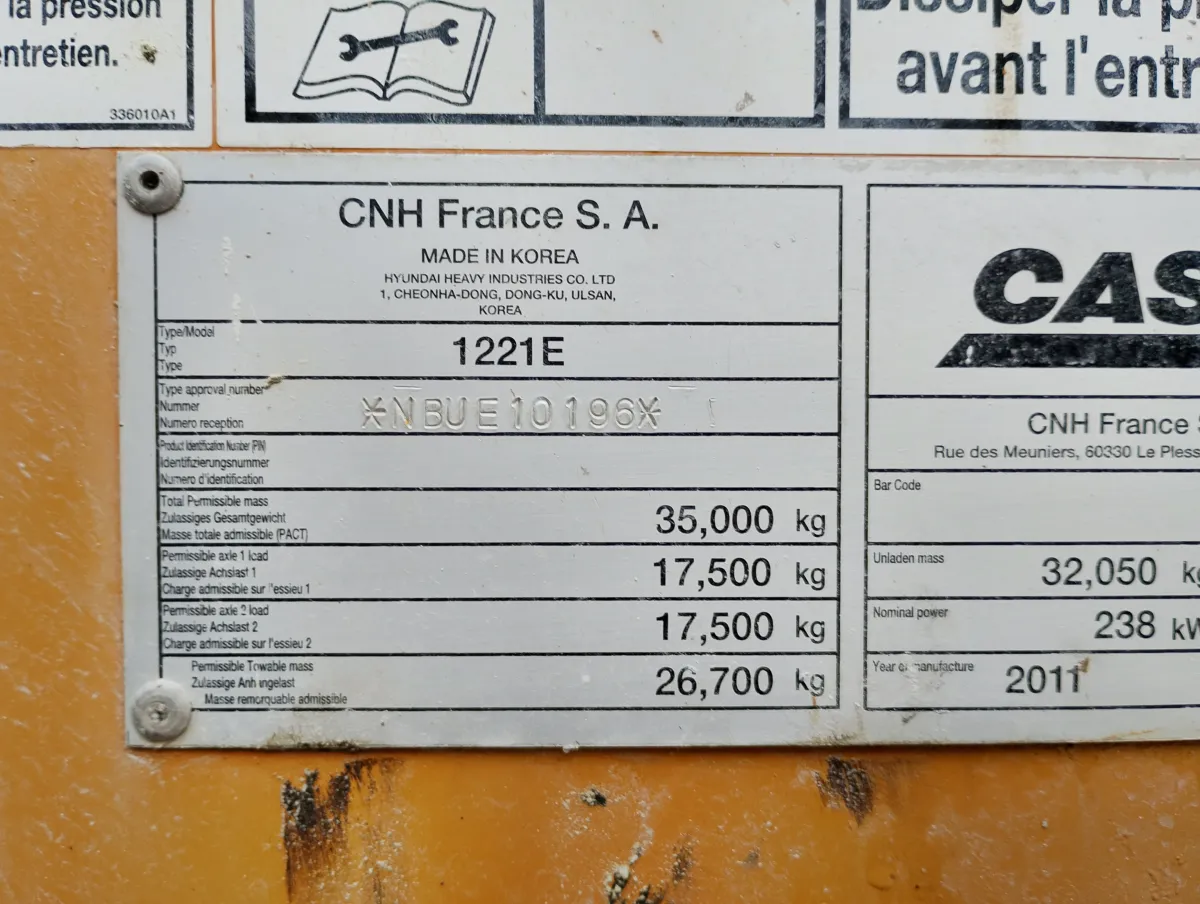 la pression
entretien.
336010A1
avant l'entr
CNH France S. A.
MADE IN KOREA
HYUNDAI HEAVY INDUSTRIES CO. LTD
1, CHEONHA-DONG, DONG-KU, ULSAN,
KOREA
Type/Model
Typ
Type
1221E
Type approval number
Nummer
Numero reception
*NBUE10196*
Product Identification Number (PIN)
Identifizierungsnummer
Numero d'identification
Total Permissible mass
Zulassiges Gesamtgewicht
Masse totale admissible (PACT)
35,000 kg
Permissible axle 1 load
Zulassige Achslast 1
Charge admissible sur l'essieu 1
17,500 kg
Permissible axle 2 load
Zulassige Achslast 2
Charge admissible sur l'essieu 2
17,500 kg
Permissible Towable mass
Zulassige Anhängelast
Masse remorquable admissible
26,700 kg
CAS
CNH France S
Rue des Meuniers, 60330 Le Pless
Bar Code
Unladen mass
32,050 kg
Nominal power
238 kW
Year of manufacture
2011